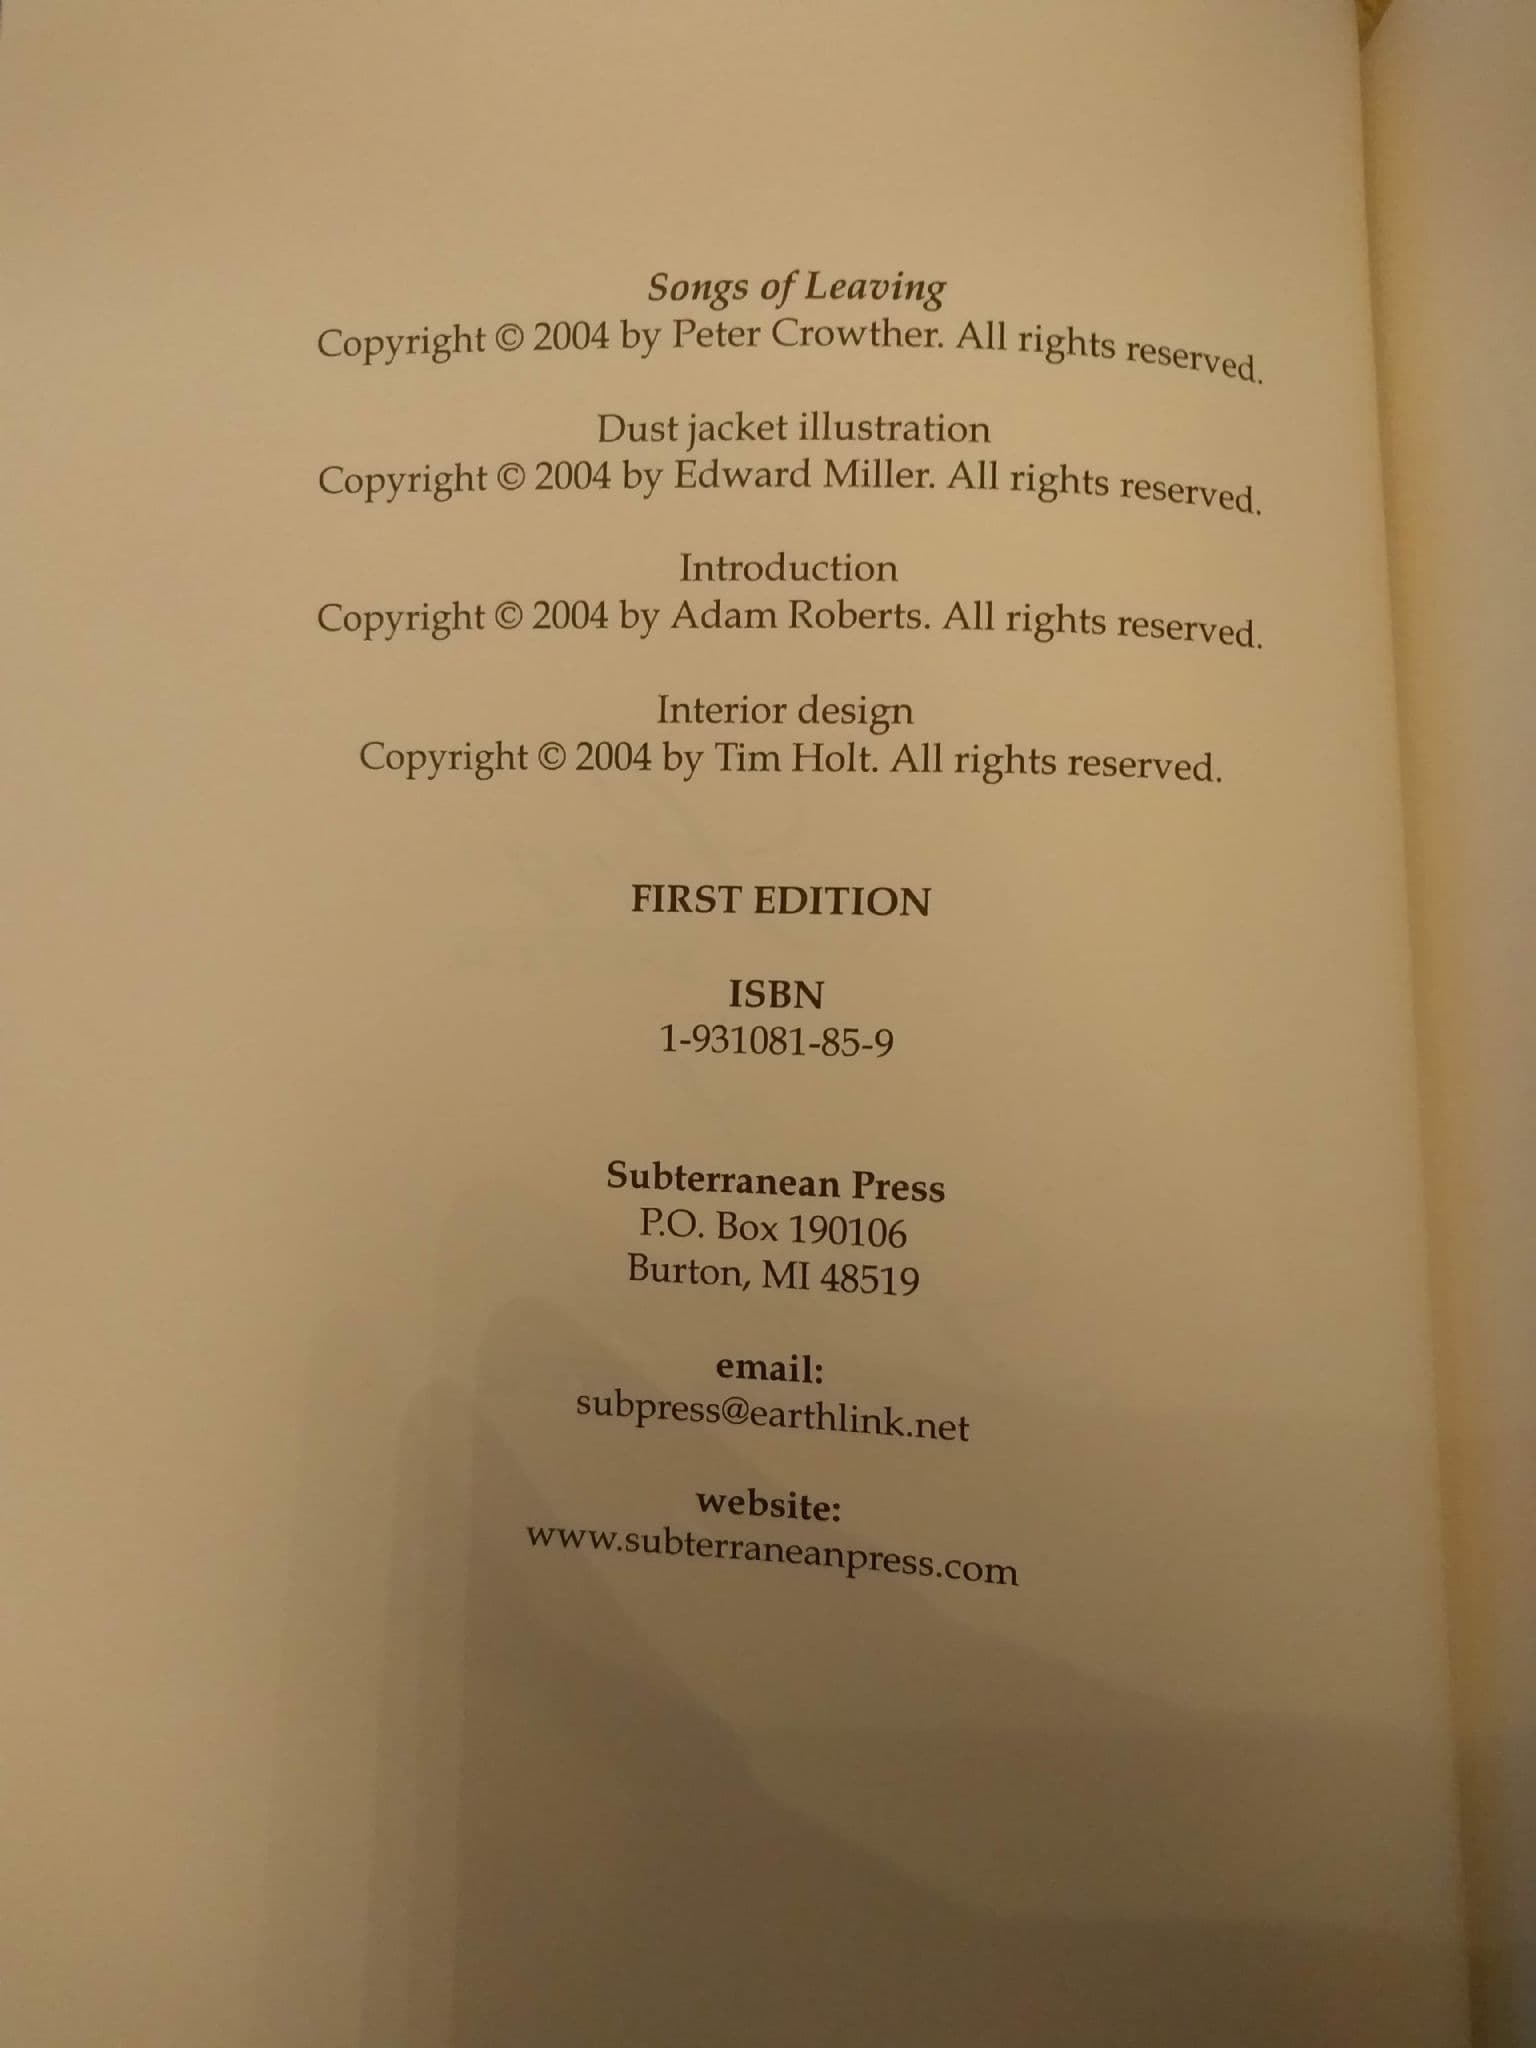 Songs of Leaving
Copyright © 2004 by Peter Crowther. All rights reserved.
Dust jacket illustration
Copyright © 2004 by Edward Miller. All rights reserved.
Introduction
Copyright © 2004 by Adam Roberts. All rights reserved.
Interior design
Copyright © 2004 by Tim Holt. All rights reserved.
FIRST EDITION
ISBN
1-931081-85-9
Subterranean Press
P.O. Box 190106
Burton, MI 48519
email:
subpress@earthlink.net
website:
www.subterraneanpress.com